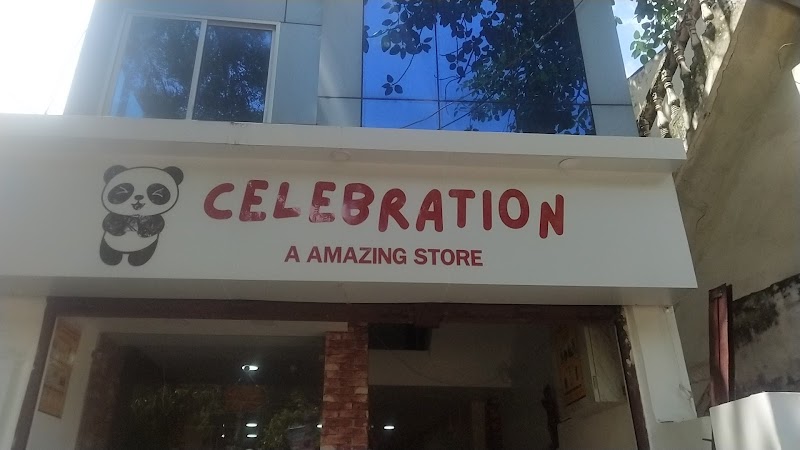 CELEBRATION
A AMAZING STORE